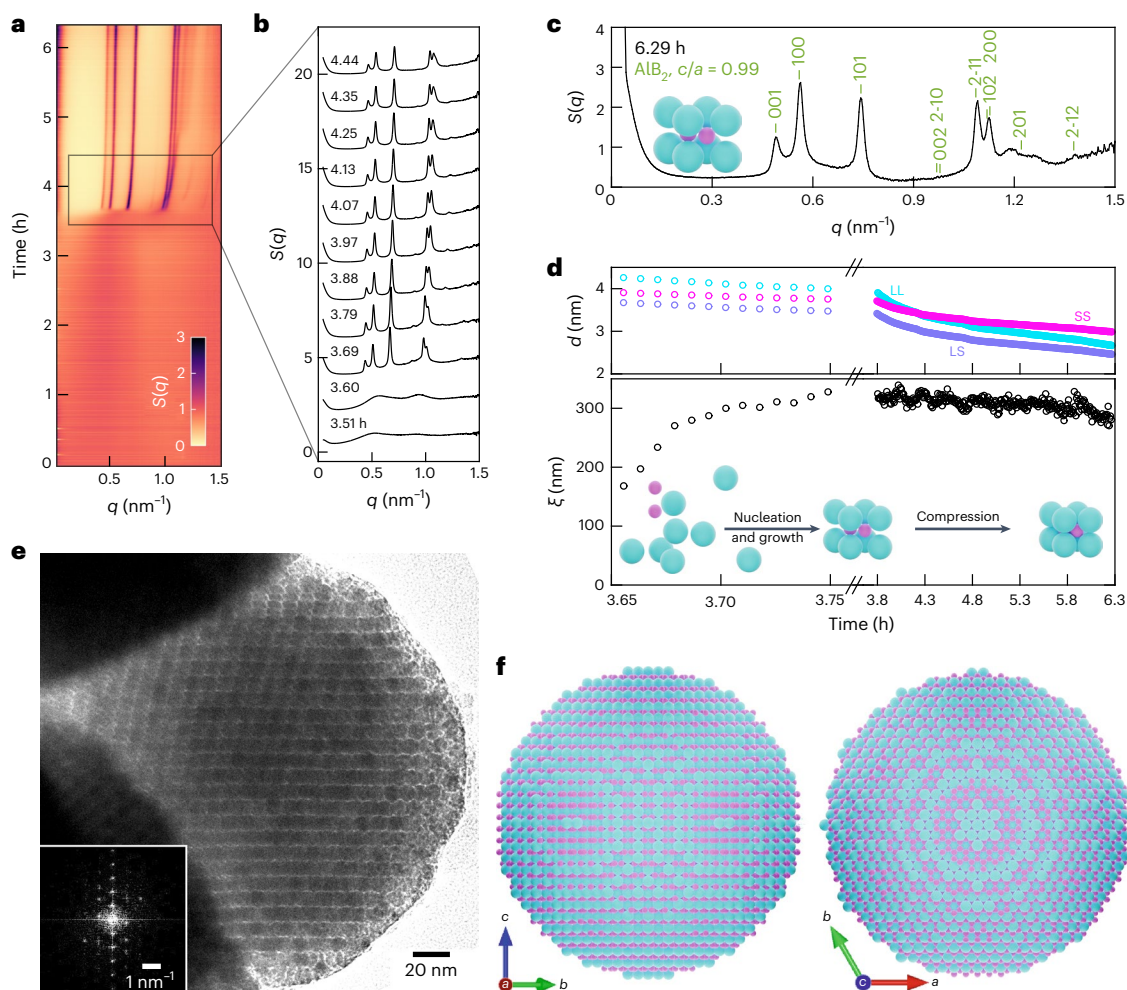 a
6
5
4
3
2
1
0
Time (h)
0.5
1.0
1.5
q (nm⁻¹)
3
2
1
0
S(q)
b
20
15
10
5
0
S(q)
4.44
4.35
4.25
4.13
4.07
3.97
3.88
3.79
3.69
3.60
3.51 h
0
0.5
1.0
1.5
q (nm⁻¹)
c
4
3
2
1
0
S(q)
6.29 h
AlB₂, c/a = 0.99
001
100
101
002 2-10
2-11
102 200
201
2-12
0
0.3
0.6
0.9
1.2
1.5
q (nm⁻¹)
d
4
3
2
d (nm)
LL
SS
LS
300
200
100
0
ξ (nm)
Nucleation
and growth
Compression
3.65
3.70
3.75
3.8
4.3
4.8
5.3
5.8
6.3
Time (h)
e
1 nm⁻¹
20 nm
f
c
a
b
b
c
a